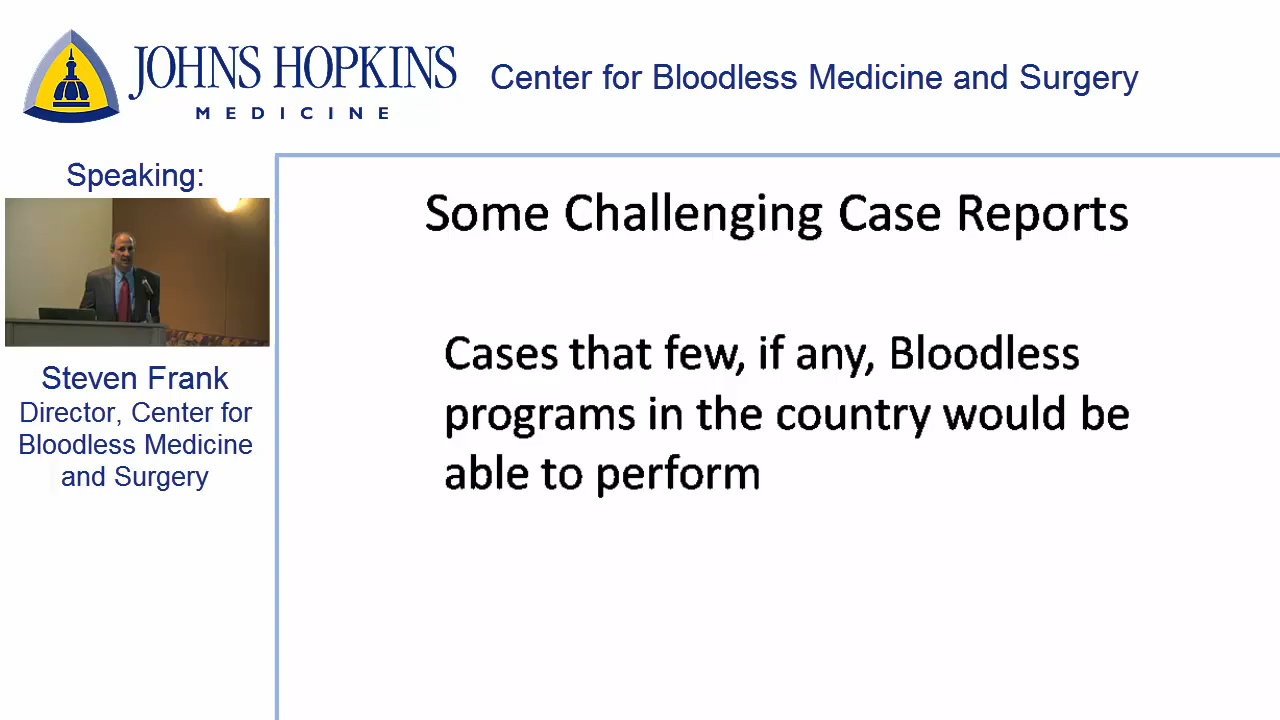 JOHNS HOPKINS
MEDICINE
Center for Bloodless Medicine and Surgery
Speaking:
Steven Frank
Director, Center for
Bloodless Medicine
and Surgery
Some Challenging Case Reports
Cases that few, if any, Bloodless
programs in the country would be
able to perform